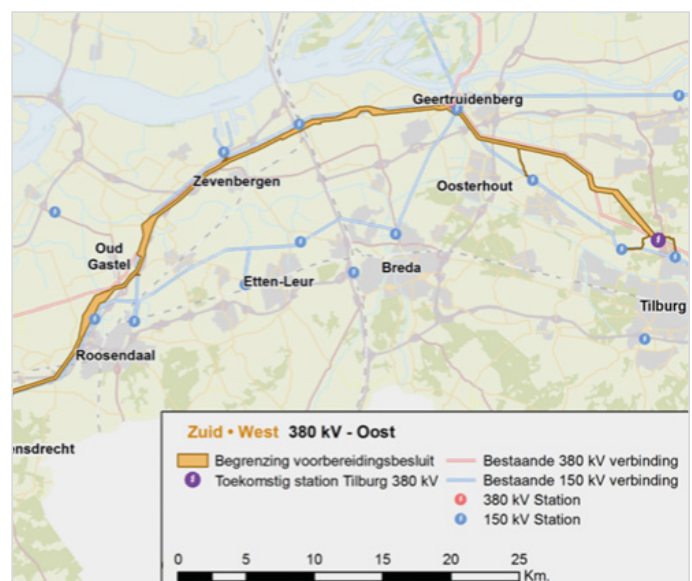 Geertruidenberg
Zevenbergen
Oosterhout
Oud
Gastel
Etten-Leur
Breda
Tilburg
Roosendaal
ensdrecht
Zuid • West 380 kV - Oost
Begrenzing voorbereidingsbesluit
Toekomstig station Tilburg 380 kV
Bestaande 380 kV verbinding
Bestaande 150 kV verbinding
380 kV Station
150 kV Station
0 5 10 15 20 25
Km.